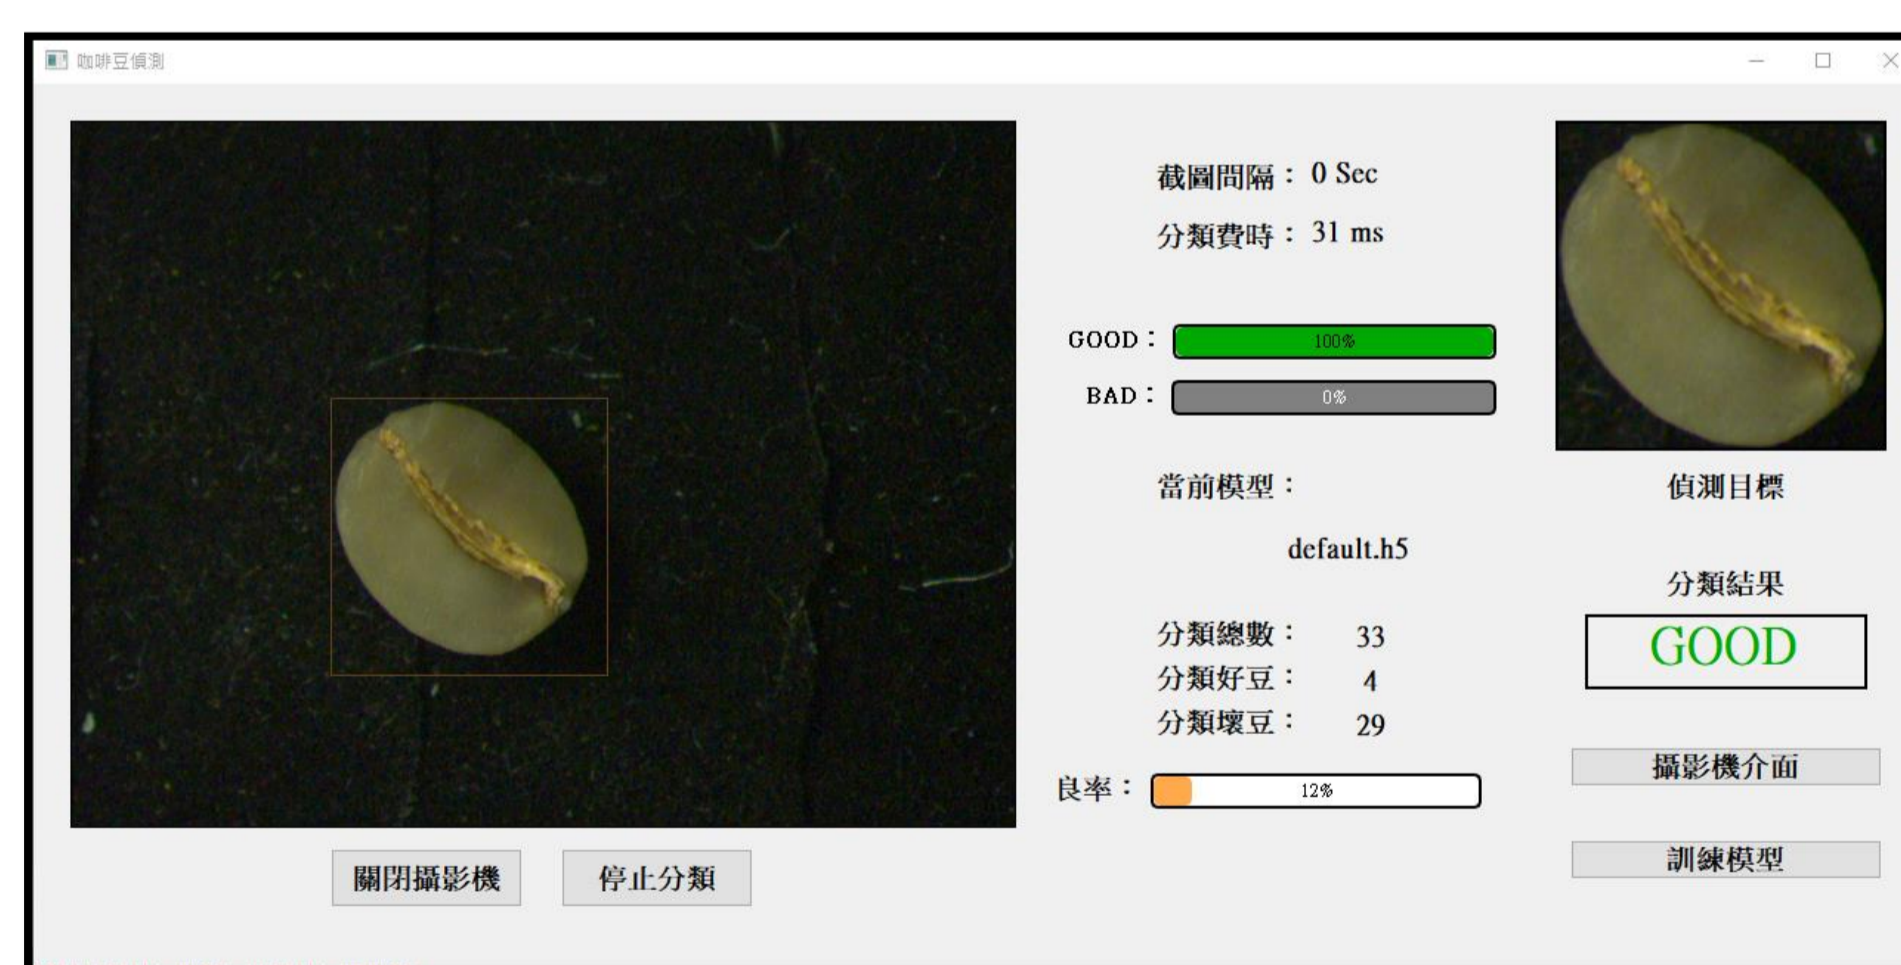 咖啡豆偵測
截圖間隔： 0 Sec
分類費時： 31 ms
GOOD： 100%
BAD： 0%
當前模型：
default.h5
分類總數： 33
分類好豆： 4
分類壞豆： 29
良率： 12%
偵測目標
分類結果
GOOD
攝影機介面
訓練模型
關閉攝影機
停止分類